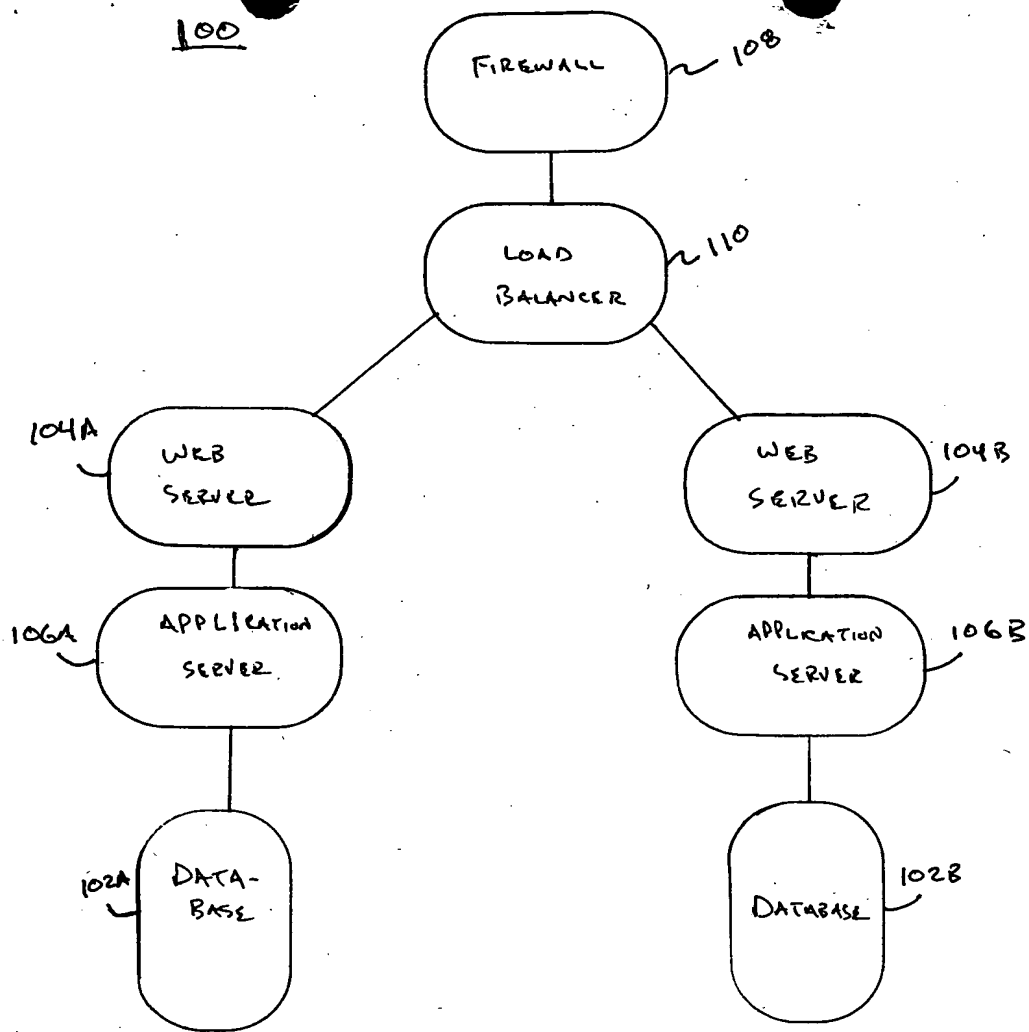 100
FIREWALL
108
LOAD
BALANCER
110
104A
WEB
SERVER
WEB
SERVER
104B
106A
APPLICATION
SERVER
APPLICATION
SERVER
106B
102A
DATA-
BASE
DATABASE
102B